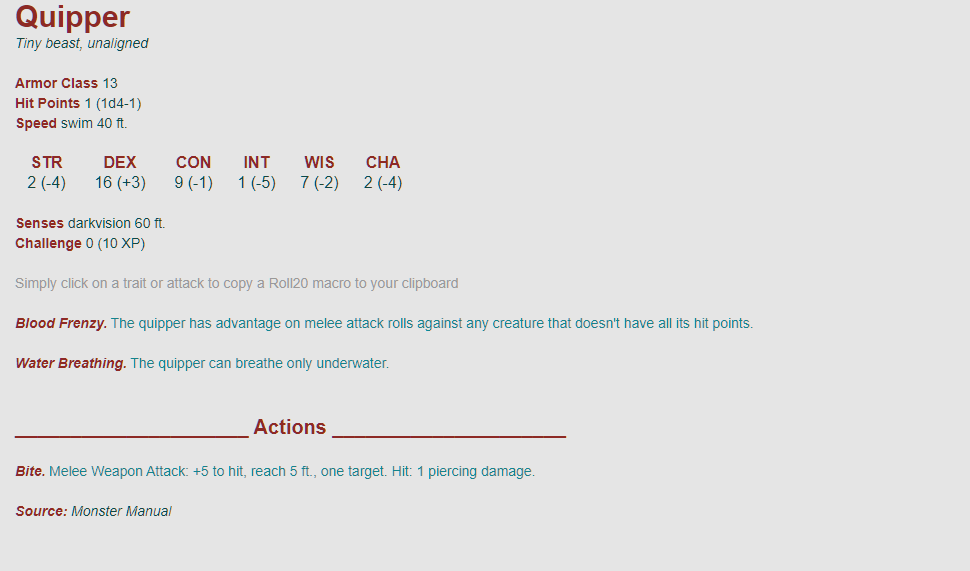 Quipper
Tiny beast, unaligned
Armor Class 13
Hit Points 1 (1d4-1)
Speed swim 40 ft.
STR DEX CON INT WIS CHA
2 (-4) 16 (+3) 9 (-1) 1 (-5) 7 (-2) 2 (-4)
Senses darkvision 60 ft.
Challenge 0 (10 XP)
Simply click on a trait or attack to copy a Roll20 macro to your clipboard
Blood Frenzy. The quipper has advantage on melee attack rolls against any creature that doesn't have all its hit points.
Water Breathing. The quipper can breathe only underwater.
Actions
Bite. Melee Weapon Attack: +5 to hit, reach 5 ft., one target. Hit: 1 piercing damage.
Source: Monster Manual